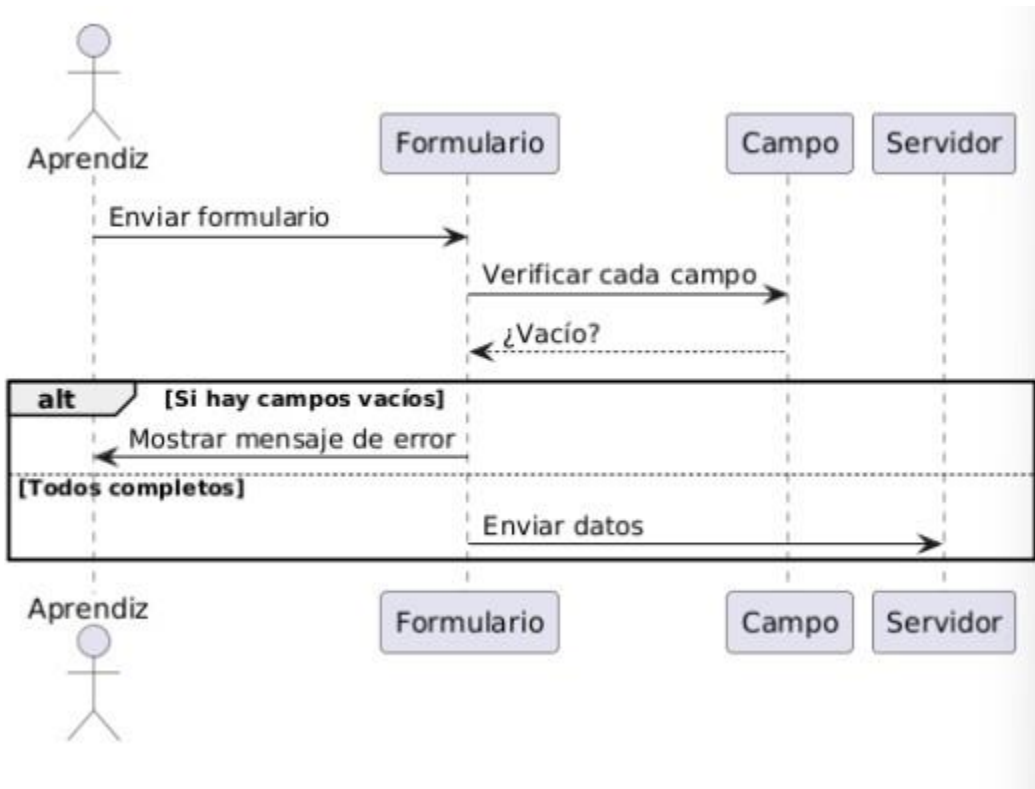 Aprendiz
Formulario
Campo
Servidor
Enviar formulario
Verificar cada campo
¿Vacío?
alt [Si hay campos vacíos]
Mostrar mensaje de error
[Todos completos]
Enviar datos
Aprendiz
Formulario
Campo
Servidor